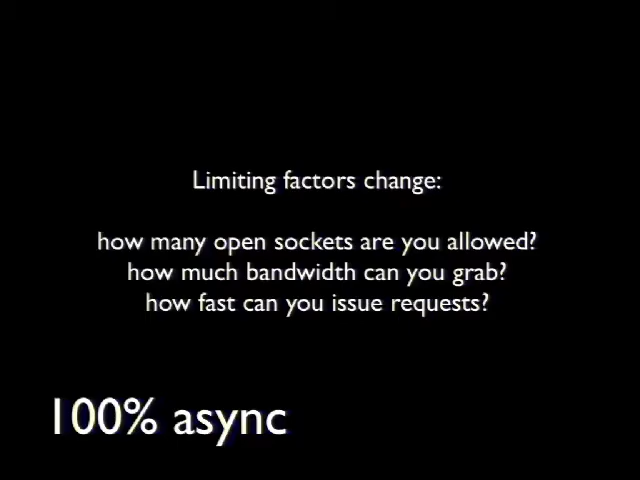 Limiting factors change:
how many open sockets are you allowed?
how much bandwidth can you grab?
how fast can you issue requests?
100% async